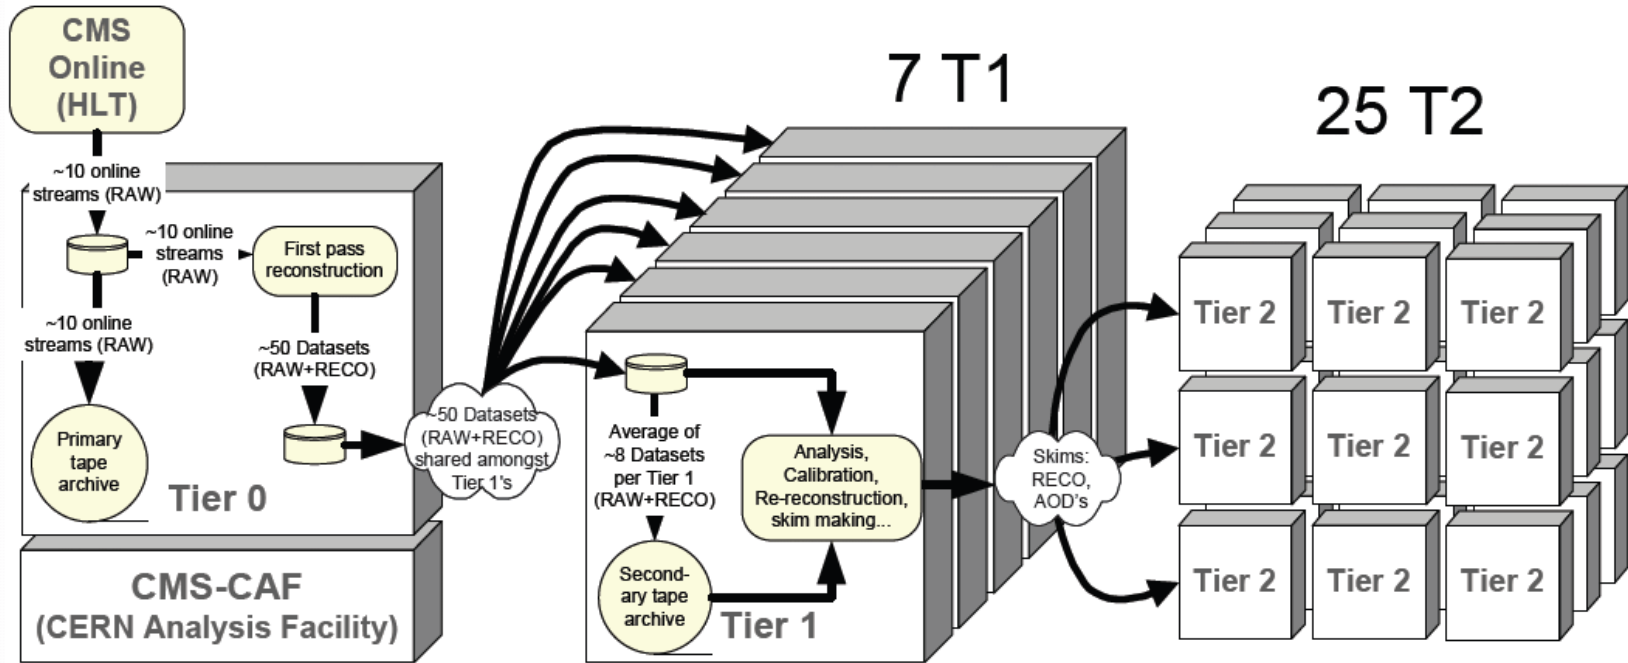 CMS
Online
(HLT)
~10 online
streams (RAW)
~10 online
streams
(RAW)
First pass
reconstruction
~10 online
streams (RAW)
~50 Datasets
(RAW+RECO)
Primary
tape
archive
Tier 0
CMS-CAF
(CERN Analysis Facility)
~50 Datasets
(RAW+RECO)
shared amongst
Tier 1's
7 T1
Average of
~8 Datasets
per Tier 1
(RAW+RECO)
Analysis,
Calibration,
Re-reconstruction,
skim making...
Second-
ary tape
archive
Tier 1
Skims:
RECO,
AOD's
25 T2
Tier 2
Tier 2
Tier 2
Tier 2
Tier 2
Tier 2
Tier 2
Tier 2
Tier 2